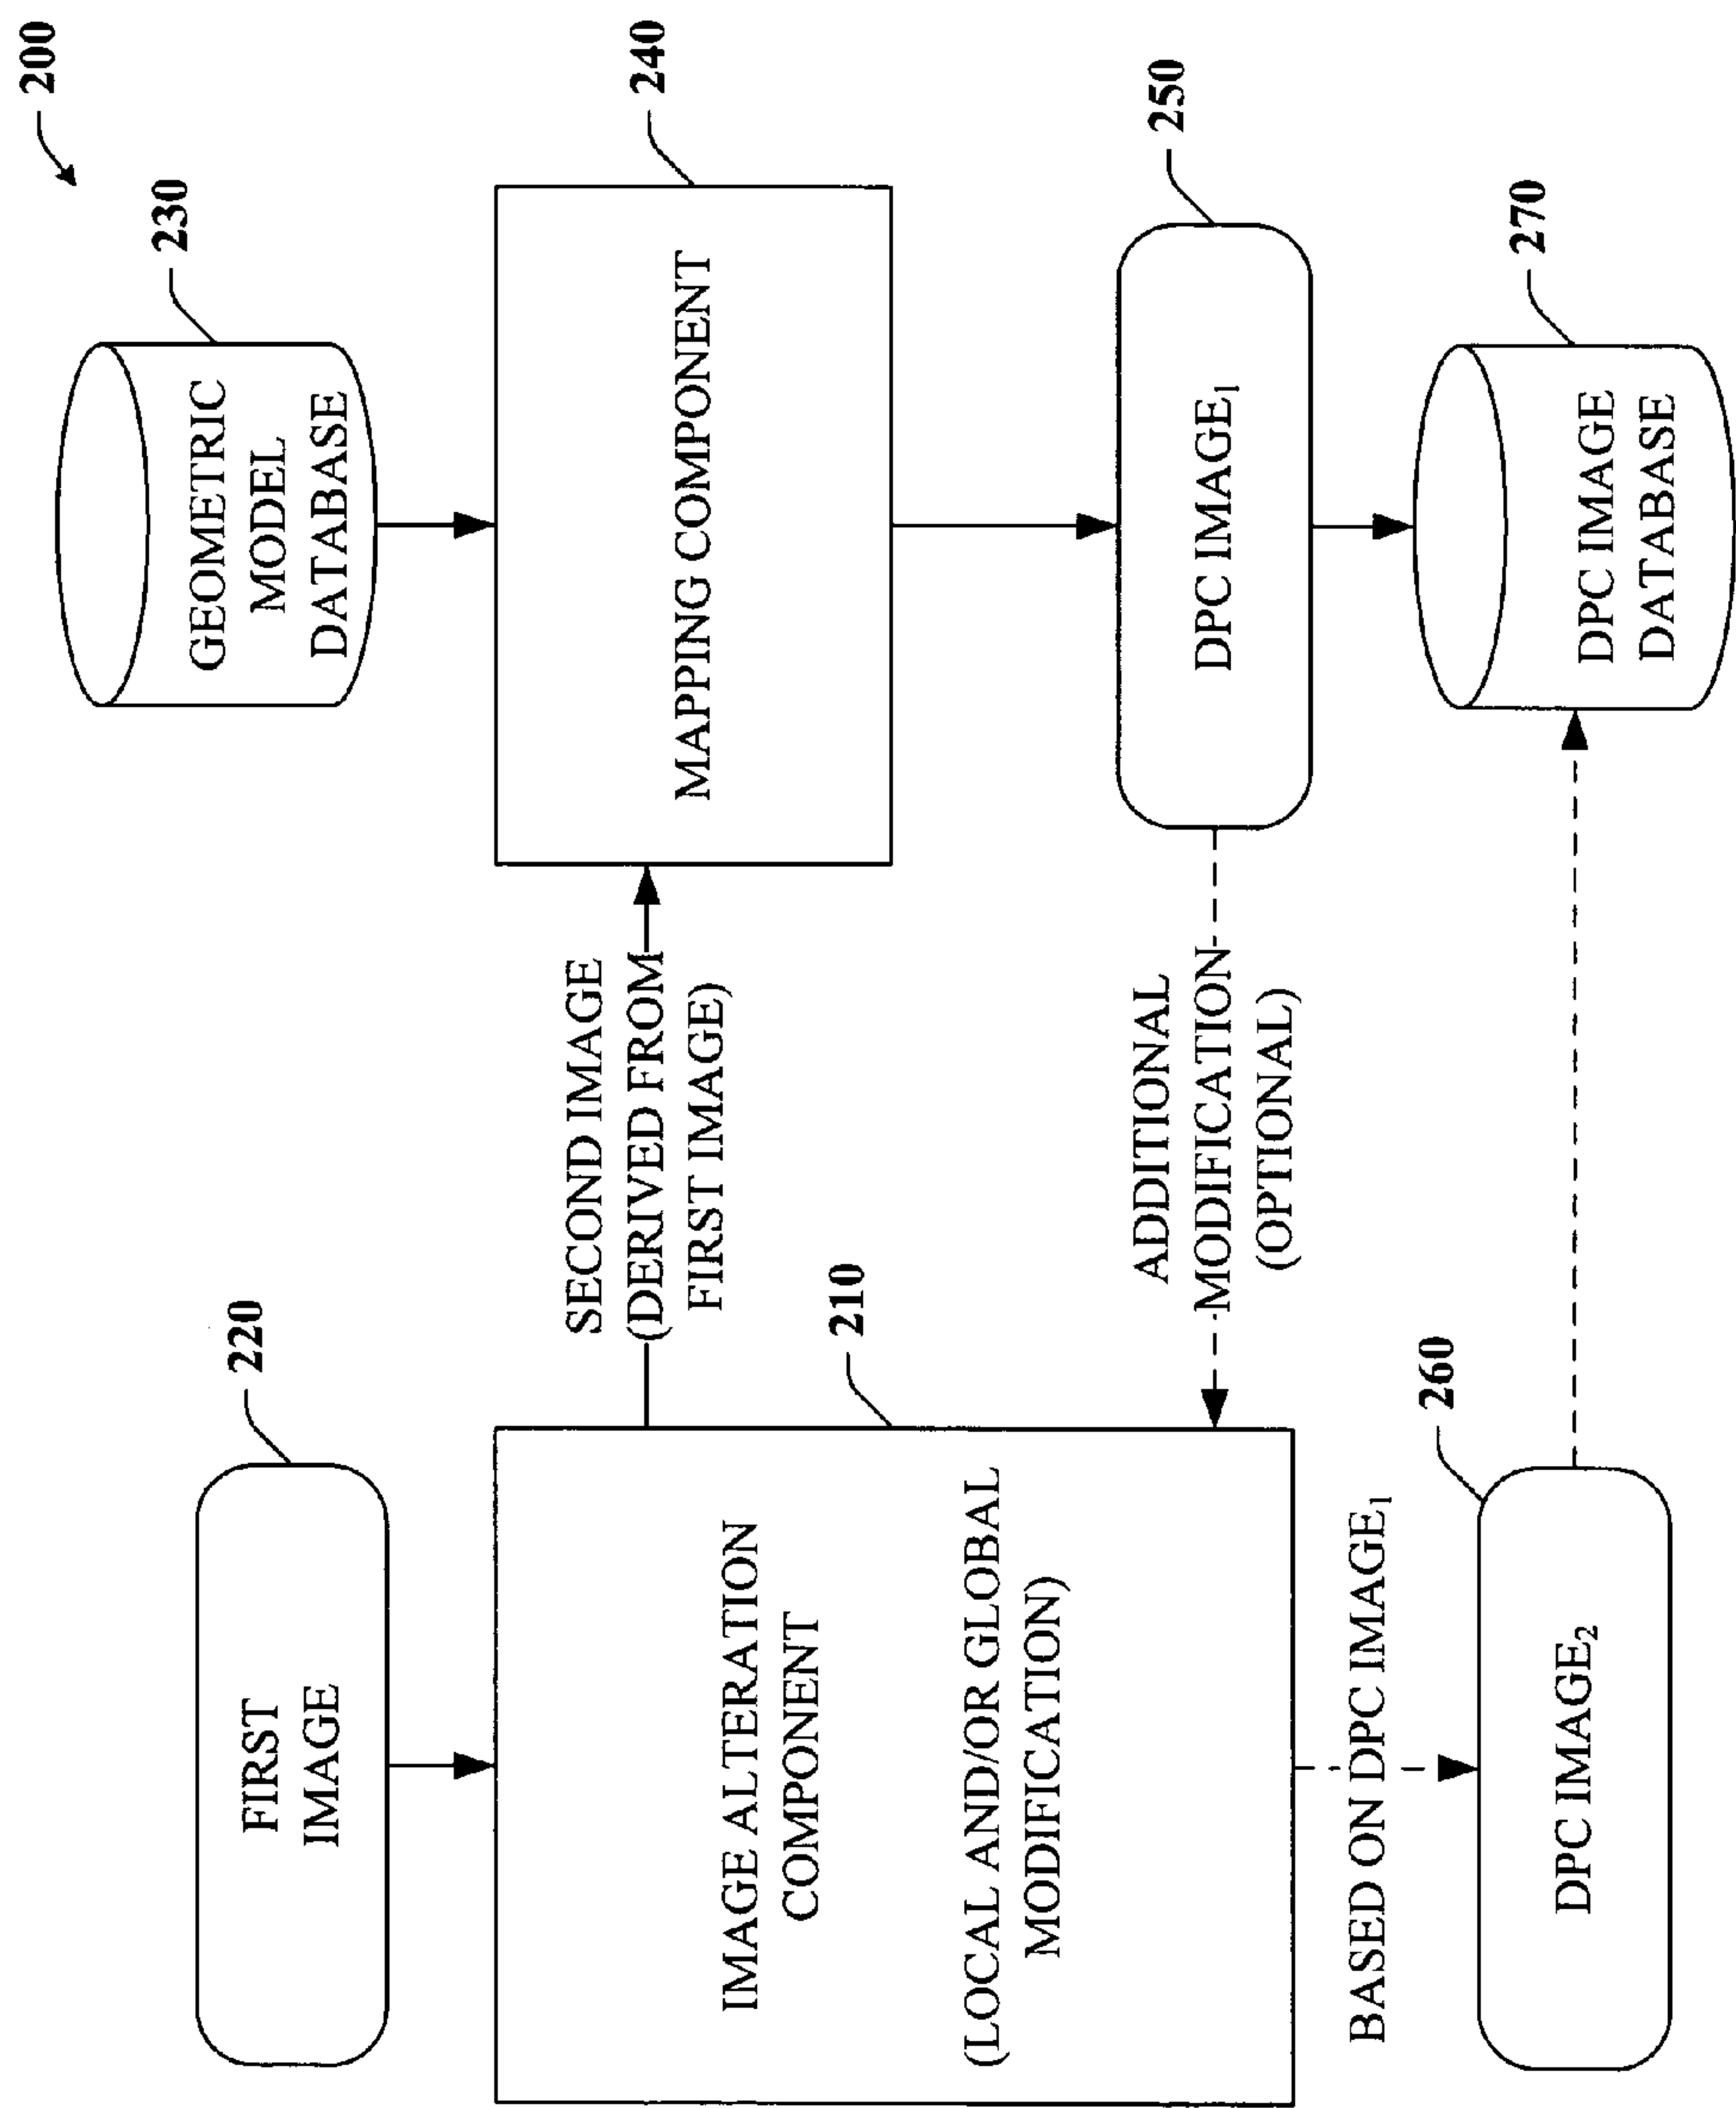 200
220
FIRST
IMAGE
230
GEOMETRIC
MODEL
DATABASE
SECOND IMAGE
(DERIVED FROM
FIRST IMAGE)
240
MAPPING COMPONENT
210
IMAGE ALTERATION
COMPONENT
(LOCAL AND/OR GLOBAL
MODIFICATION)
ADDITIONAL
MODIFICATION
(OPTIONAL)
250
DPC IMAGE₁
BASED ON DPC IMAGE₁
260
DPC IMAGE₂
270
DPC IMAGE
DATABASE